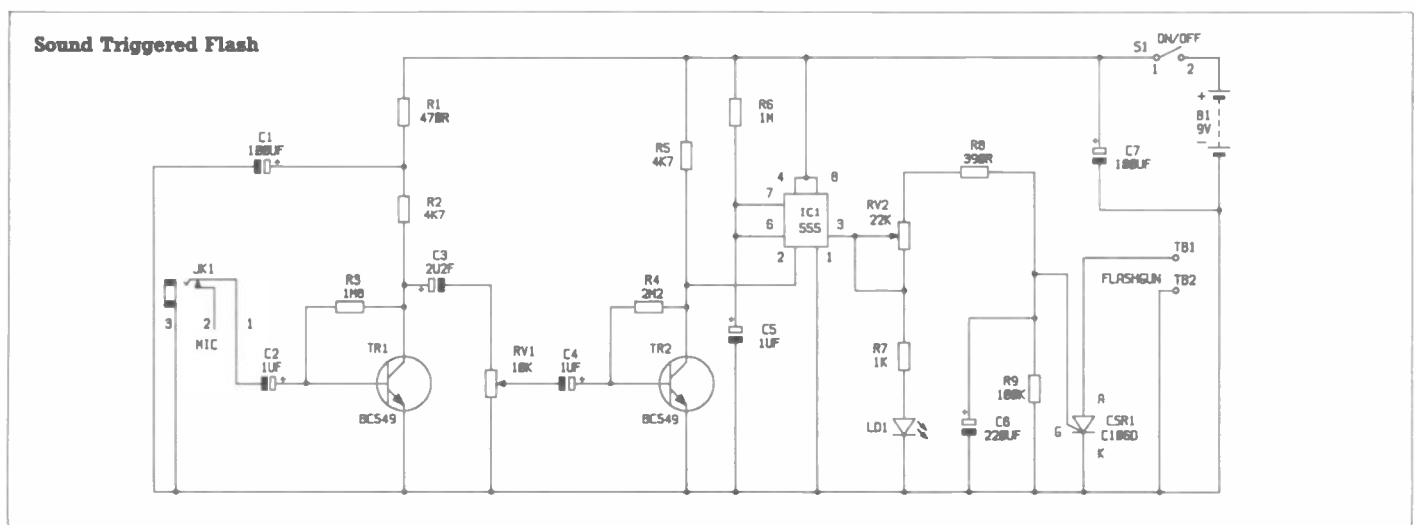 Sound Triggered Flash
S1
ON/OFF
1
2
R1
470R
R6
1M
+
B1
9V
-
C1
100UF
+
R5
4K7
R8
390R
C7
100UF
+
R2
4K7
4
8
7
IC1
555
6
3
2
1
RV2
22K
C3
2U2F
+
JK1
3
2
1
MIC
R3
1M8
R4
2M2
TB1
FLASHGUN
TB2
C5
1UF
+
C2
1UF
+
TR1
BC549
RV1
10K
C4
1UF
+
TR2
BC549
R7
1K
R9
100K
LD1
C6
220UF
+
A
G
CSR1
C106D
K